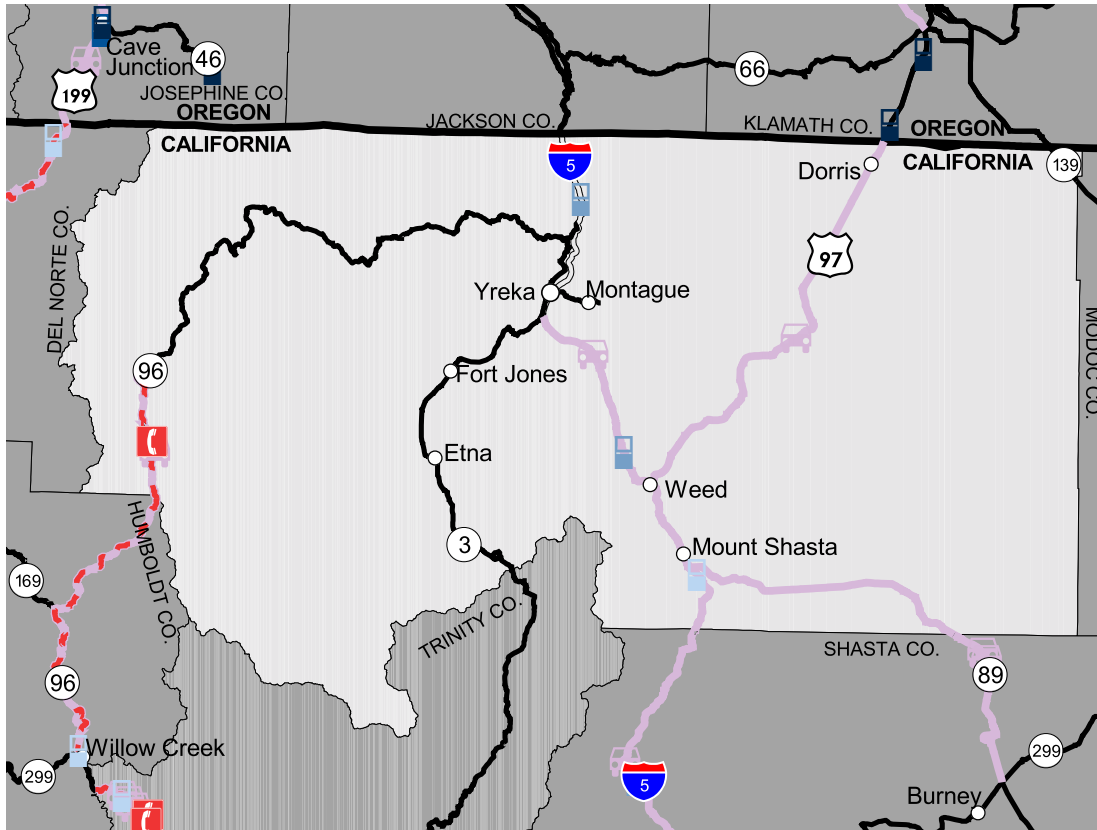 Cave
Junction
46
199
JOSEPHINE CO.
OREGON
CALIFORNIA
JACKSON CO.
66
KLAMATH CO.
OREGON
CALIFORNIA
139
5
Dorris
DEL NORTE CO.
97
Yreka
Montague
MODOC CO.
96
Fort Jones
Etna
Weed
3
Mount Shasta
HUMBOLDT CO.
169
TRINITY CO.
SHASTA CO.
96
89
Willow Creek
299
5
299
Burney